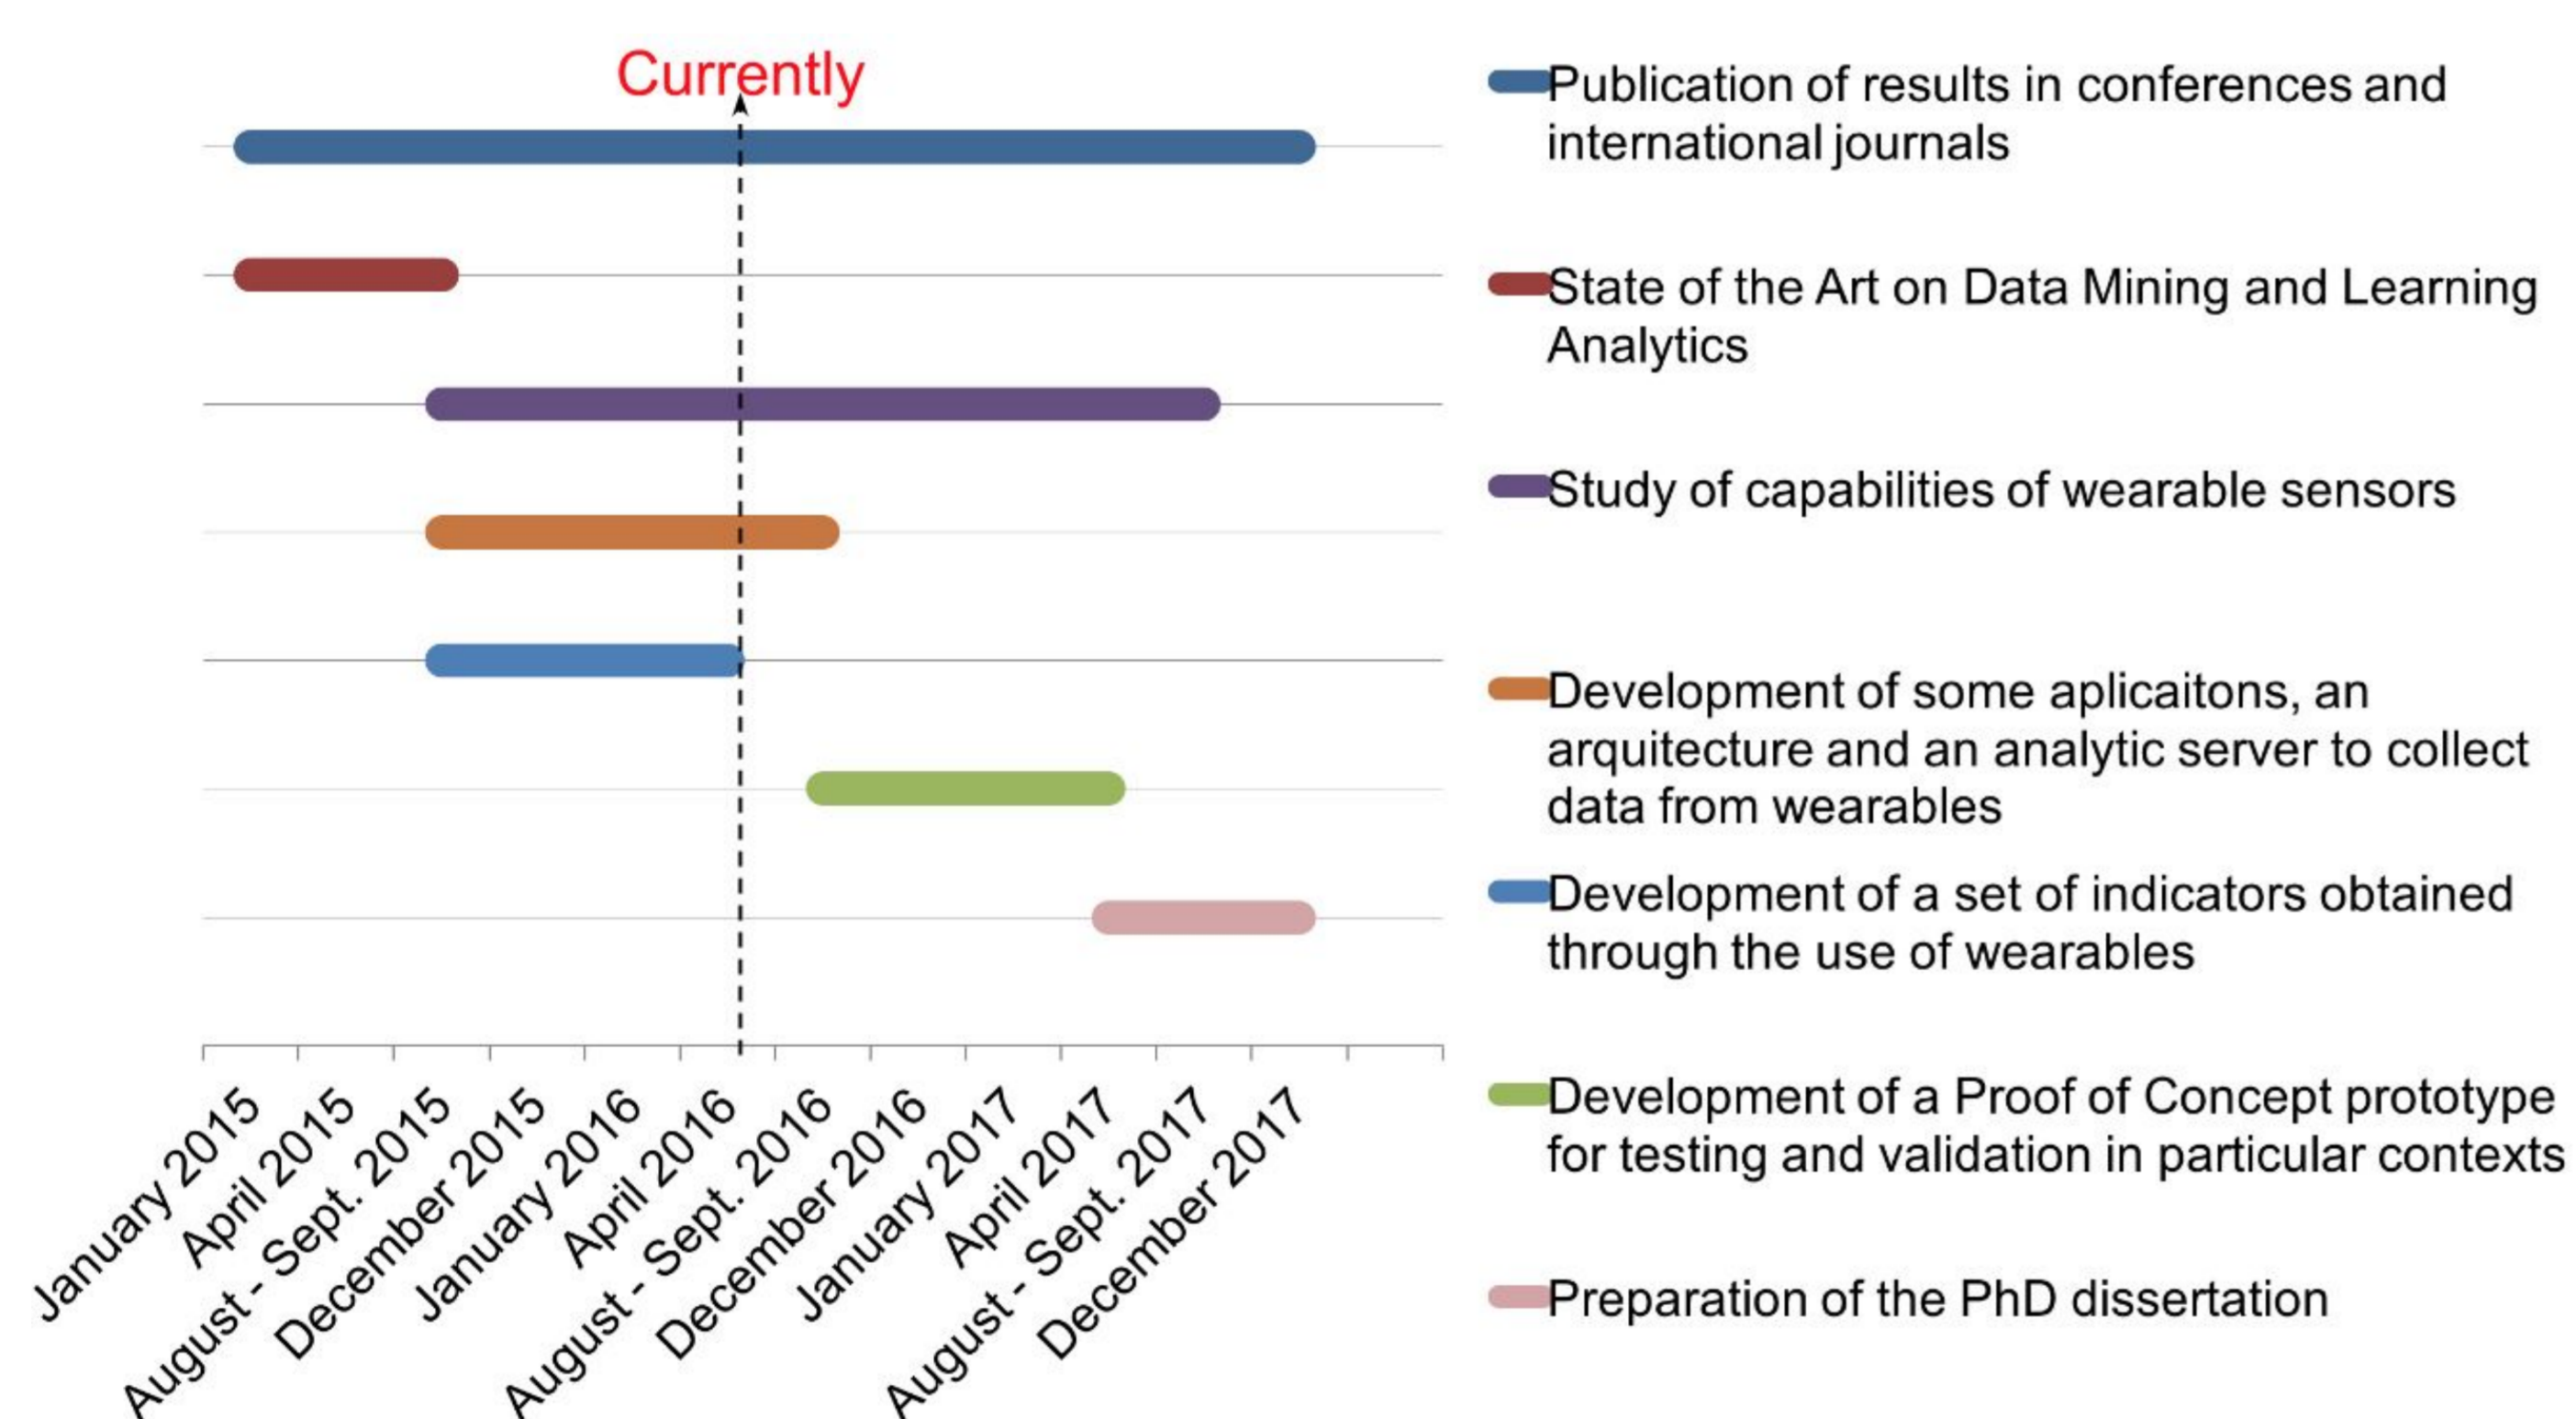 Currently
Publication of results in conferences and
international journals
State of the Art on Data Mining and Learning
Analytics
Study of capabilities of wearable sensors
Development of some aplicaitons, an
arquitecture and an analytic server to collect
data from wearables
Development of a set of indicators obtained
through the use of wearables
Development of a Proof of Concept prototype
for testing and validation in particular contexts
Preparation of the PhD dissertation
January 2015
April 2015
August - Sept. 2015
December 2015
January 2016
April 2016
August - Sept. 2016
December 2016
January 2017
April 2017
August - Sept. 2017
December 2017